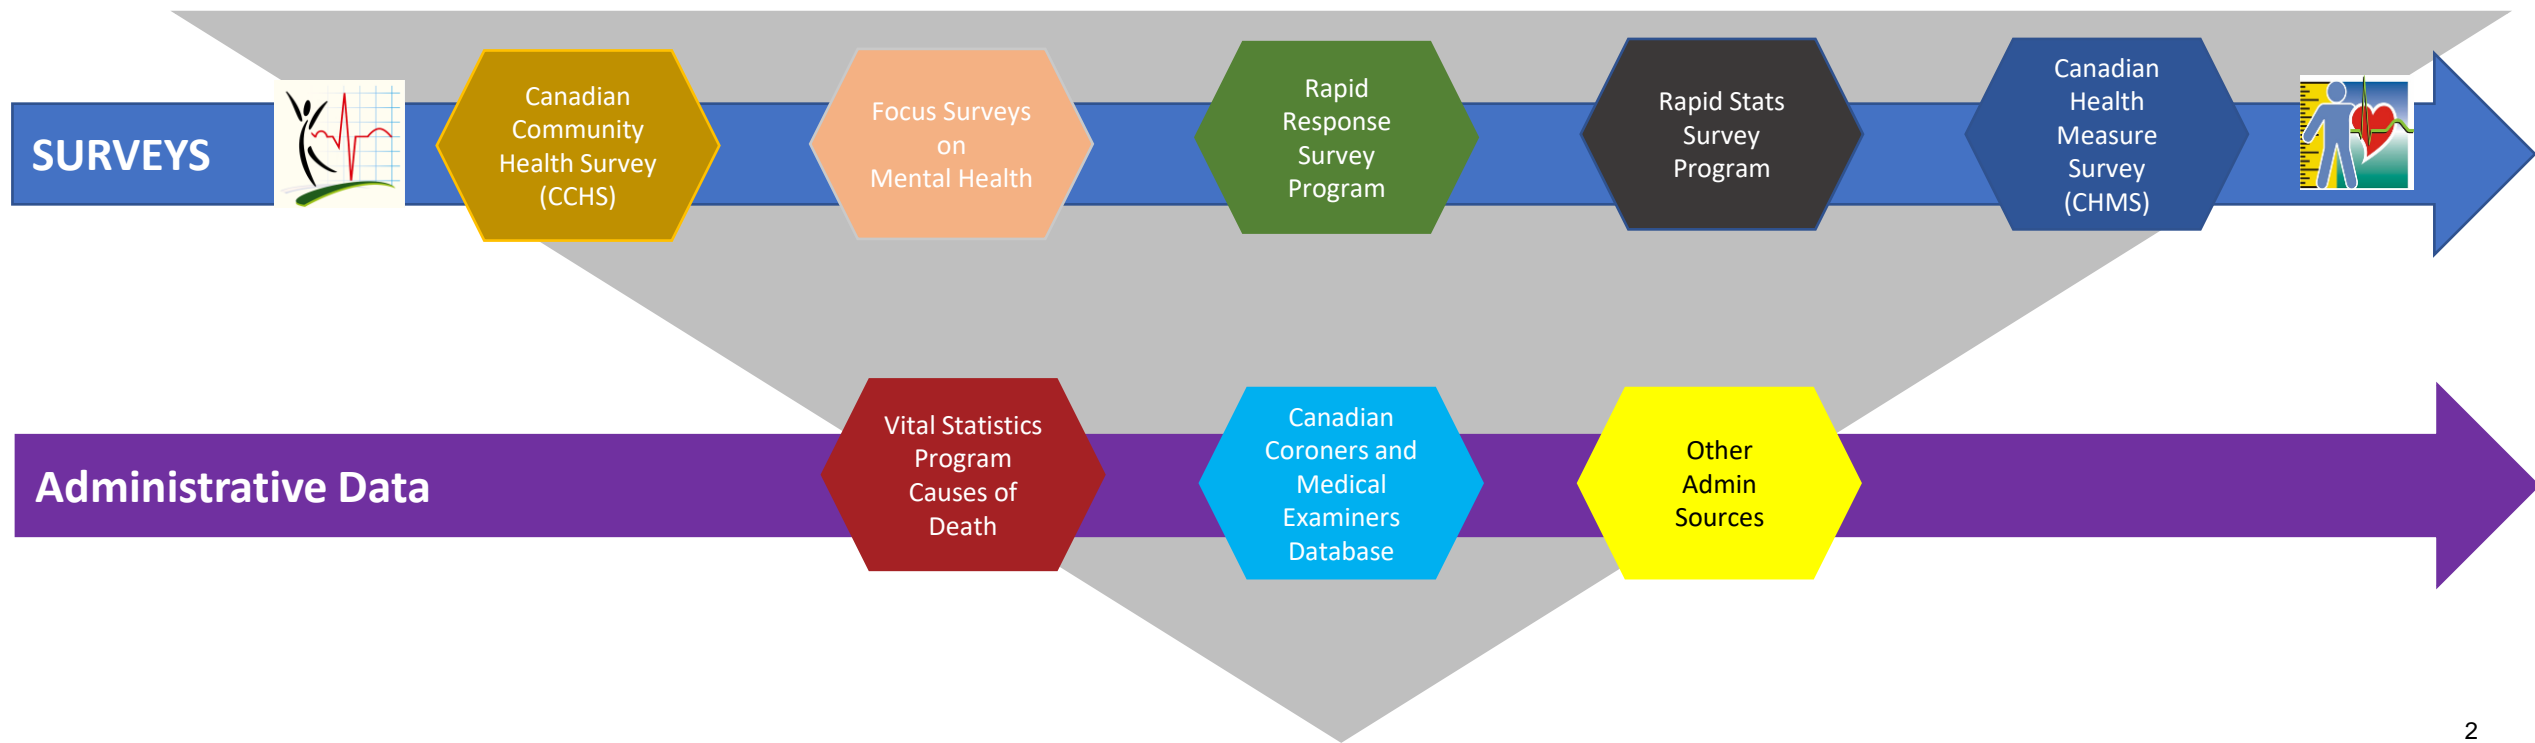 SURVEYS
Canadian
Community
Health Survey
(CCHS)
Focus Surveys
on
Mental Health
Rapid
Response
Survey
Program
Rapid Stats
Survey
Program
Canadian
Health
Measure
Survey
(CHMS)
Administrative Data
Vital Statistics
Program
Causes of
Death
Canadian
Coroners and
Medical
Examiners
Database
Other
Admin
Sources
2